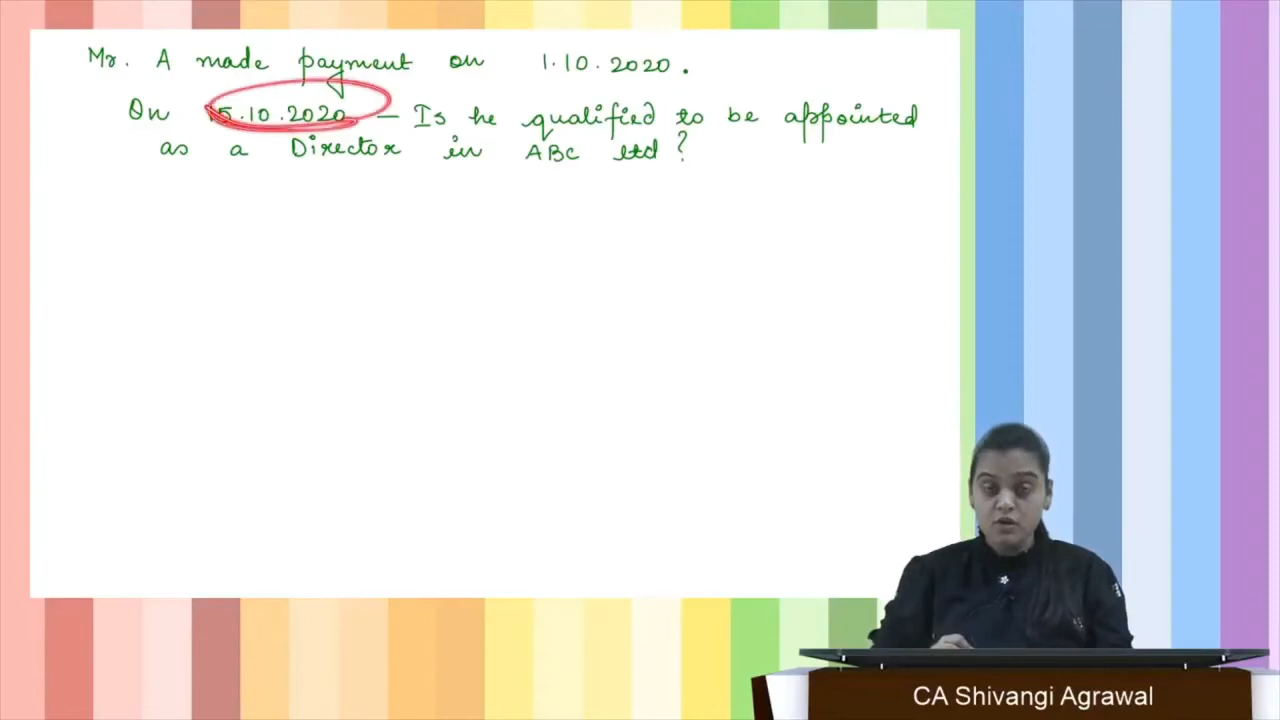 Mr. A made payment on 1.10.2020.
On 15.10.2020 – Is he qualified to be appointed
as a Director in ABC ltd?
CA Shivangi Agrawal